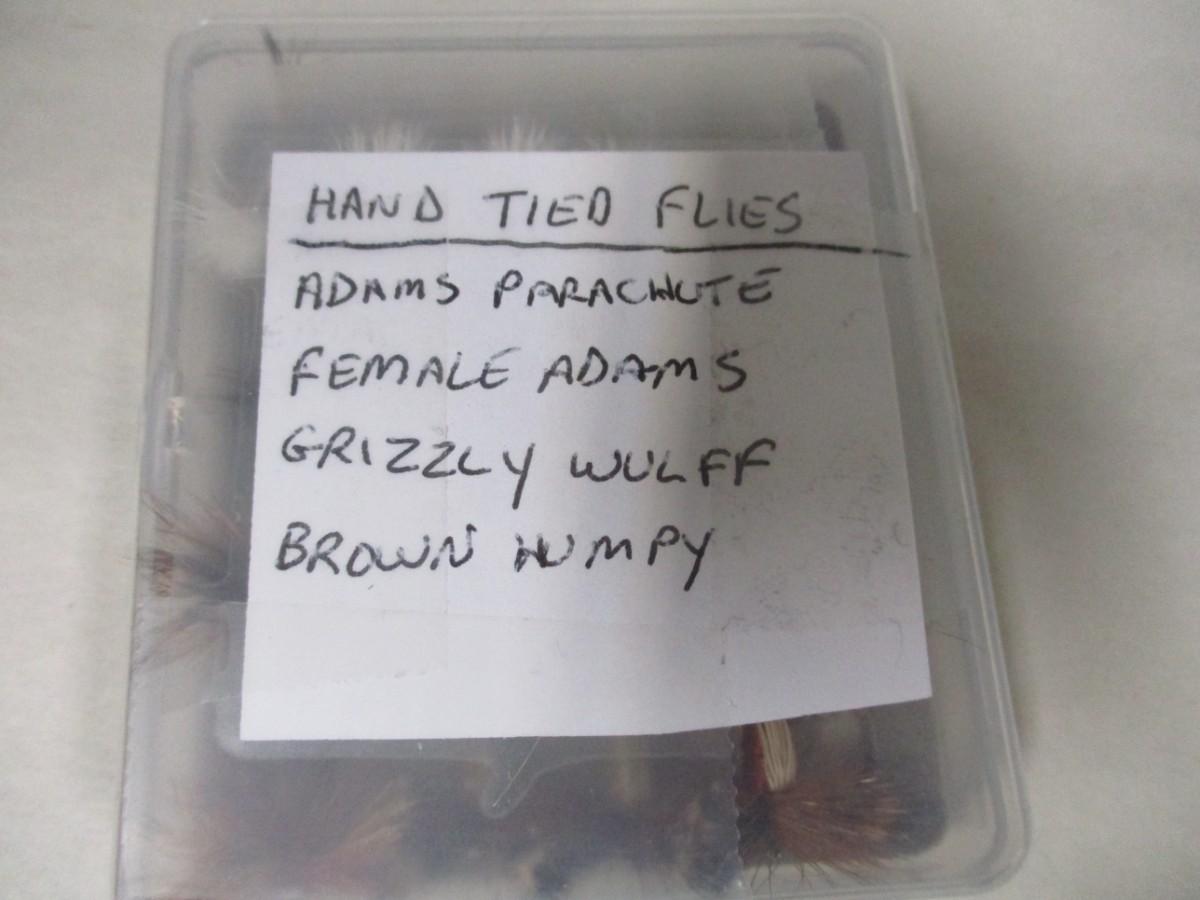 HAND TIED FLIES
ADAMS PARACHUTE
FEMALE ADAMS
GRIZZLY WULFF
BROWN HUMPY